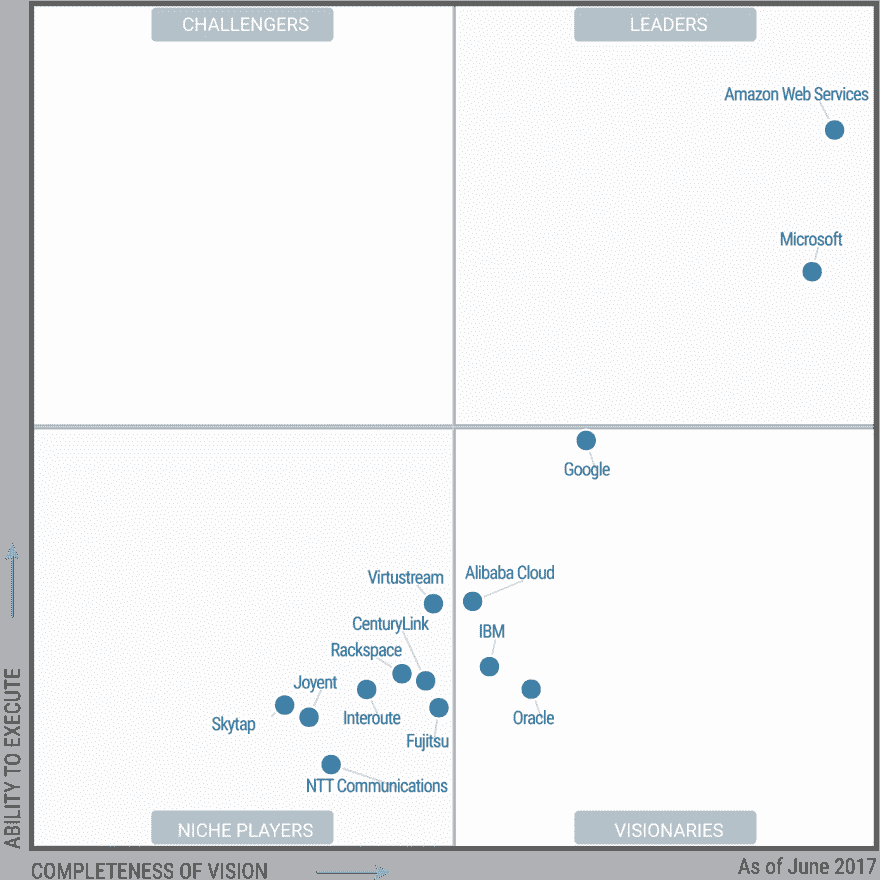 CHALLENGERS
LEADERS
Amazon Web Services
Microsoft
Google
Virtustream
Alibaba Cloud
CenturyLink
IBM
Rackspace
Joyent
Skytap
Interoute
Oracle
Fujitsu
NTT Communications
NICHE PLAYERS
VISIONARIES
ABILITY TO EXECUTE
COMPLETENESS OF VISION
As of June 2017